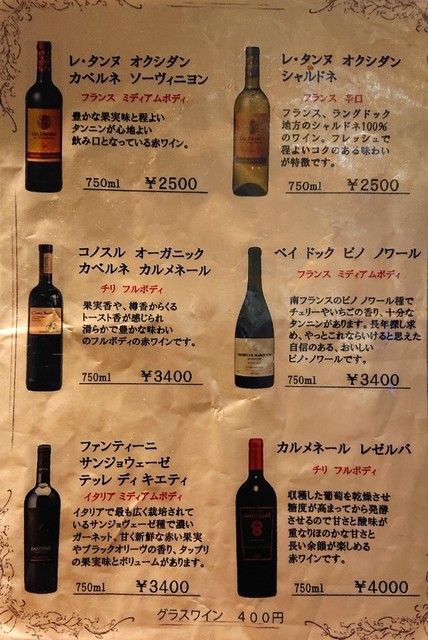 レ・タンヌ オクシダン
カベルネ ソーヴィニヨン
フランス ミディアムボディ
豊かな果実味と程よい
タンニンが心地よい
飲み口となっている赤ワイン。
750ml ￥2500
レ・タンヌ オクシダン
シャルドネ
フランス 辛口
フランス、ラングドック
地方のシャルドネ100%
のワイン。フレッシュで
程よいコクのある味わい
が特徴です。
750ml ￥2500
コノスル オーガニック
カベルネ カルメネール
チリ フルボディ
果実香や、樽香からくる
トースト香が感じられ
滑らかで豊かな味わい
のフルボディの赤ワインです。
750ml ￥3400
ペイ ドック ピノ ノワール
フランス ミディアムボディ
南フランスのピノ ノワール種で
チェリーやいちごの香り、十分な
タンニンがあります。長年探し求
め、やっとこれならいけると思えた
自信のある、おいしい
ピノ・ノワールです。
750ml ￥3400
ファンティーニ
サンジョヴェーゼ
テッレ ディ キエティ
イタリア ミディアムボディ
イタリアで最も広く栽培されて
いるサンジョヴェーゼ種で濃い
ガーネット、甘く新鮮な赤い果実
やブラックオリーヴの香り、タップリ
の果実味とボリュームがあります。
750ml ￥3400
カルメネール レゼルバ
チリ フルボディ
収穫した葡萄を乾燥させ
糖度が高まってから発酵
させるので甘さと酸味が
重なりほのかな甘さと
長い余韻が楽しめる
赤ワインです。
750ml ￥4000
グラスワイン 400円